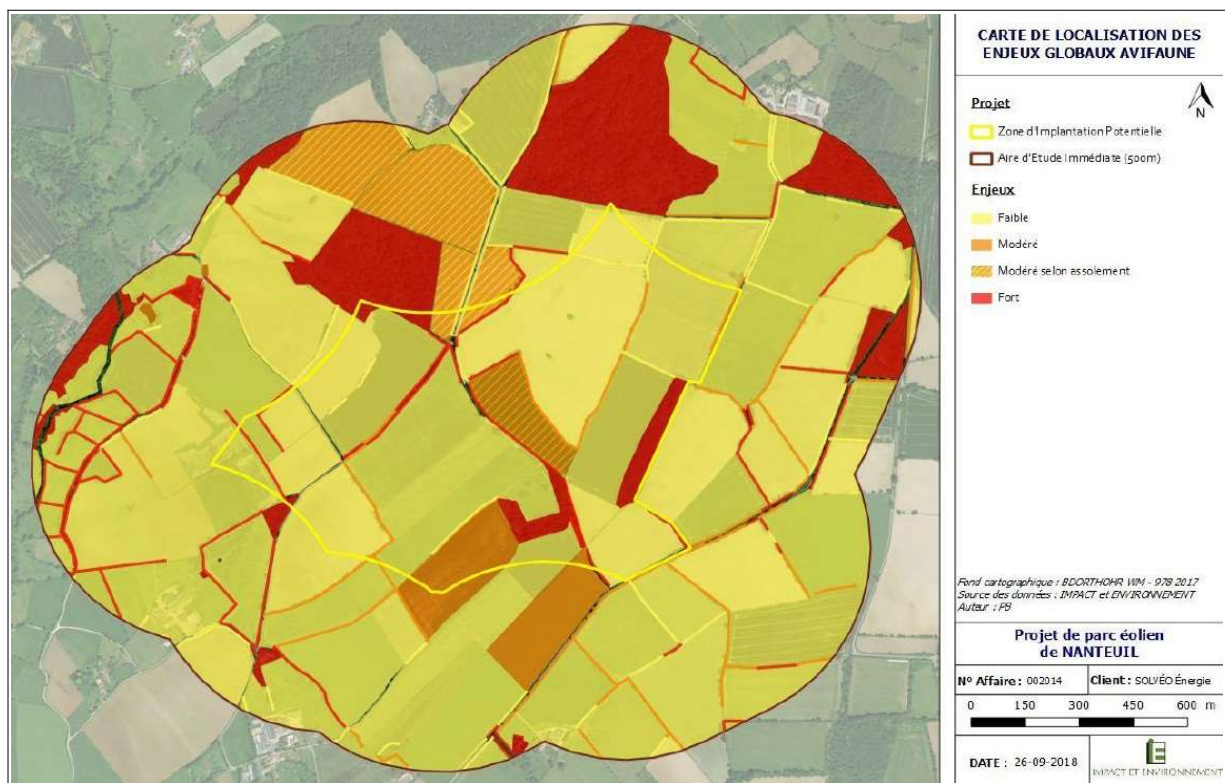 CARTE DE LOCALISATION DES
ENJEUX GLOBAUX AVIFAUNE
N
Projet
Zone d'Implantation Potentielle
Aire d'Etude Immédiate (500m)
Enjeux
Faible
Modéré
Modéré selon assolement
Fort
Fond cartographique : BDORTHOHR WM - 978 2017
Source des données : IMPACT et ENVIRONNEMENT
Auteur : PB
Projet de parc éolien
de NANTEUIL
N° Affaire : 002014
Client : SOLVÉO Énergie
0 150 300 450 600 m
DATE : 26-09-2018
IMPACT ET ENVIRONNEMENT